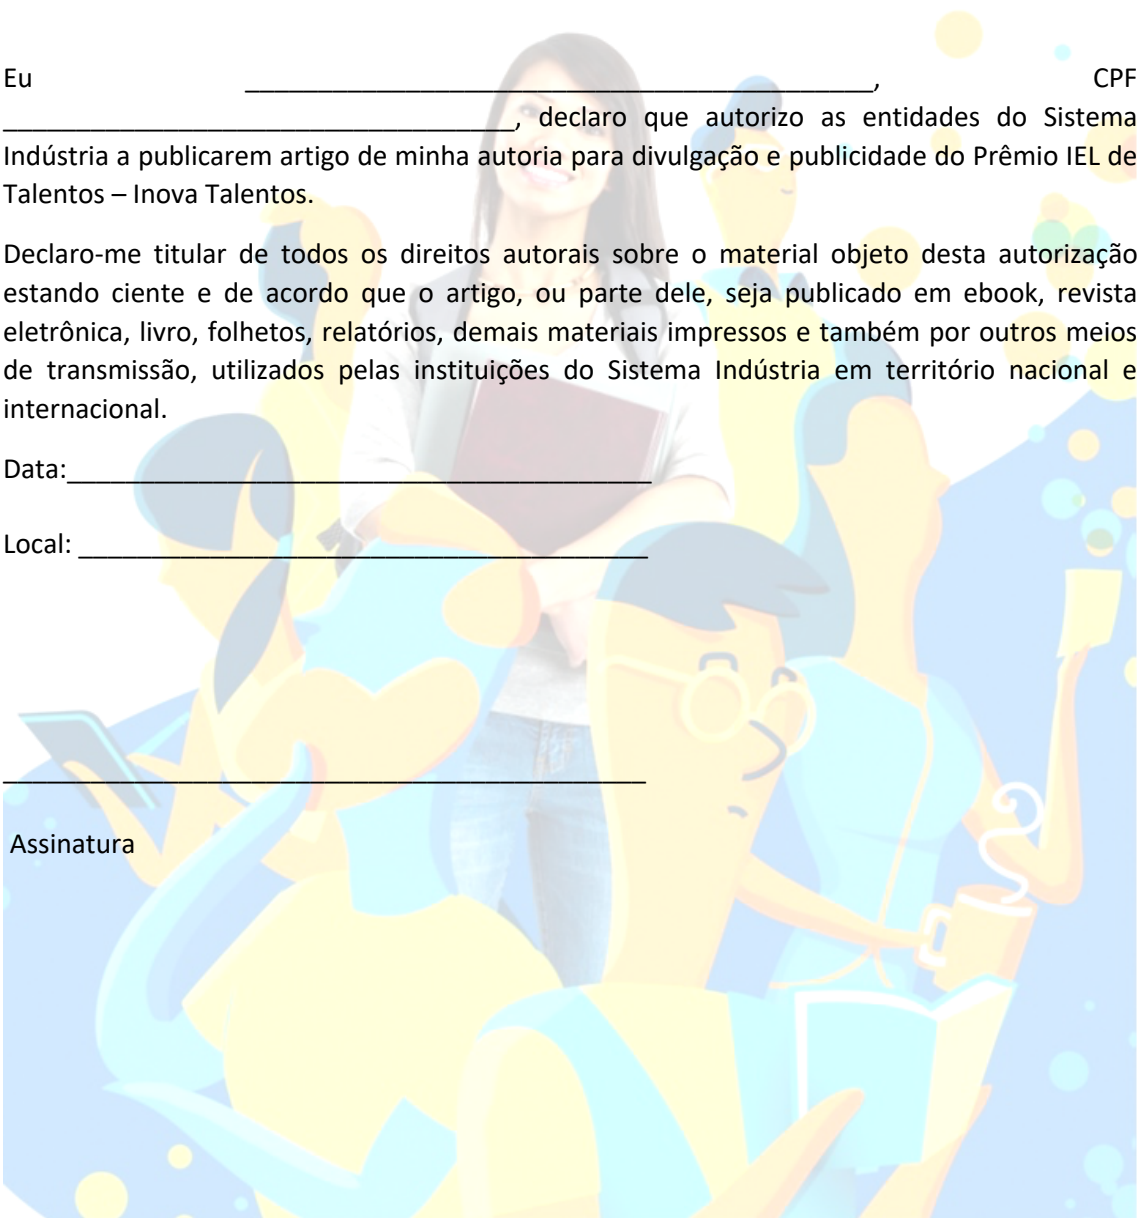 Eu ___________________________________________, CPF
___________________________________, declaro que autorizo as entidades do Sistema
Indústria a publicarem artigo de minha autoria para divulgação e publicidade do Prêmio IEL de
Talentos – Inova Talentos.
Declaro-me titular de todos os direitos autorais sobre o material objeto desta autorização
estando ciente e de acordo que o artigo, ou parte dele, seja publicado em ebook, revista
eletrônica, livro, folhetos, relatórios, demais materiais impressos e também por outros meios
de transmissão, utilizados pelas instituições do Sistema Indústria em território nacional e
internacional.
Data:________________________________________
Local: _______________________________________
____________________________________________
Assinatura